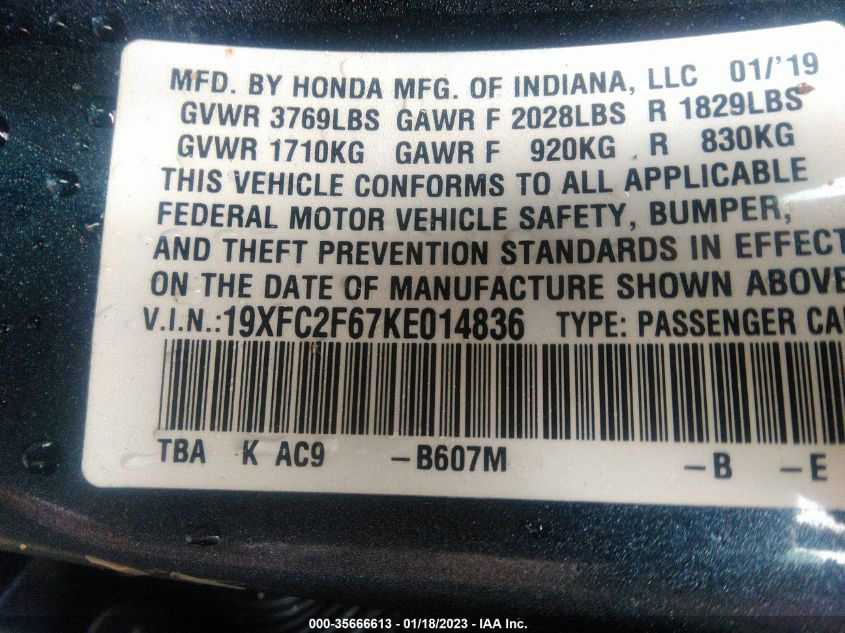 MFD. BY HONDA MFG. OF INDIANA, LLC 01/'19
GVWR 3769LBS GAWR F 2028LBS R 1829LBS
GVWR 1710KG GAWR F 920KG R 830KG
THIS VEHICLE CONFORMS TO ALL APPLICABLE
FEDERAL MOTOR VEHICLE SAFETY, BUMPER,
AND THEFT PREVENTION STANDARDS IN EFFECT
ON THE DATE OF MANUFACTURE SHOWN ABOVE
V.I.N.:19XFC2F67KE014836 TYPE: PASSENGER CA
TBA K AC9 -B607M -B -E
000-35666613 - 01/18/2023 - IAA Inc.